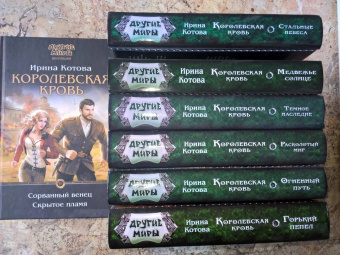 Другие
Миры
Ирина Котова
КОРОЛЕВСКАЯ
КРОВЬ
Сорванный венец
Скрытое пламя
ДРУГИЕ
МИРЫ
Ирина
Котова
Королевская
кровь
Стальные
небеса
ДРУГИЕ
МИРЫ
Ирина
Котова
Королевская
кровь
Медвежье
солнце
ДРУГИЕ
МИРЫ
Ирина
Котова
Королевская
кровь
Темное
наследие
ДРУГИЕ
МИРЫ
Ирина
Котова
Королевская
кровь
Расколотый
мир
ДРУГИЕ
МИРЫ
Ирина
Котова
Королевская
кровь
Огненный
путь
ДРУГИЕ
МИРЫ
Ирина
Котова
Королевская
кровь
Горький
пепел